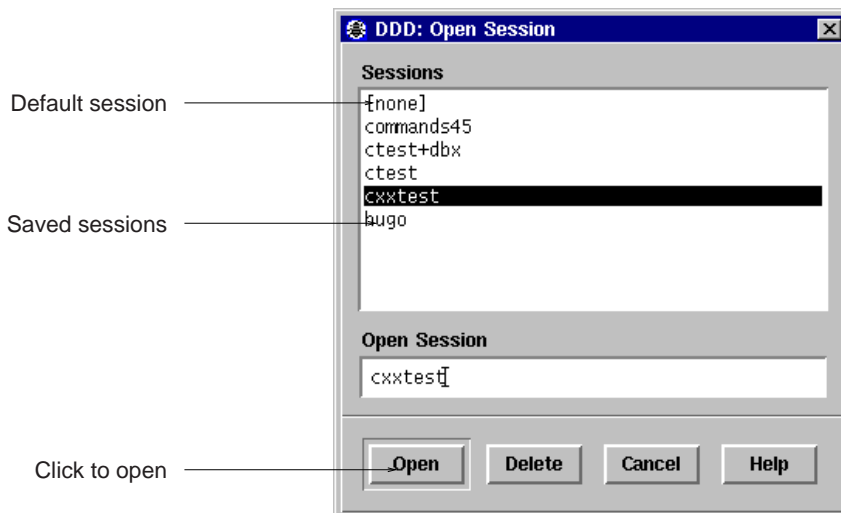 DDD: Open Session
Sessions
Default session
[none]
commands45
ctest+dbx
ctest
cxxtest
Saved sessions
hugo
Open Session
cxxtest
Click to open
Open
Delete
Cancel
Help